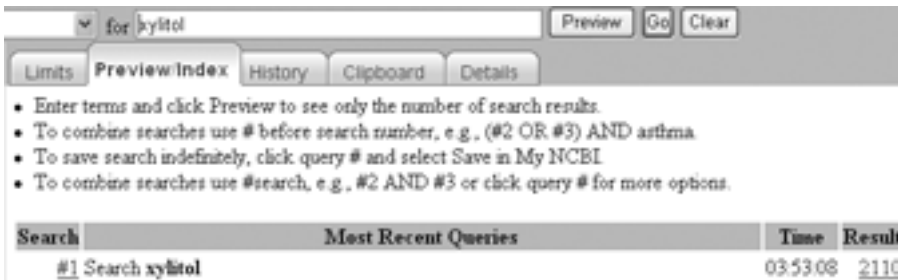 for xylitol Preview Go Clear
Limits Preview/Index History Clipboard Details
• Enter terms and click Preview to see only the number of search results.
• To combine searches use # before search number, e.g., (#2 OR #3) AND asthma.
• To save search indefinitely, click query # and select Save in My NCBI.
• To combine searches use #search, e.g., #2 AND #3 or click query # for more options.
Search Most Recent Queries Time Result
#1 Search xylitol 03:53:08 2110